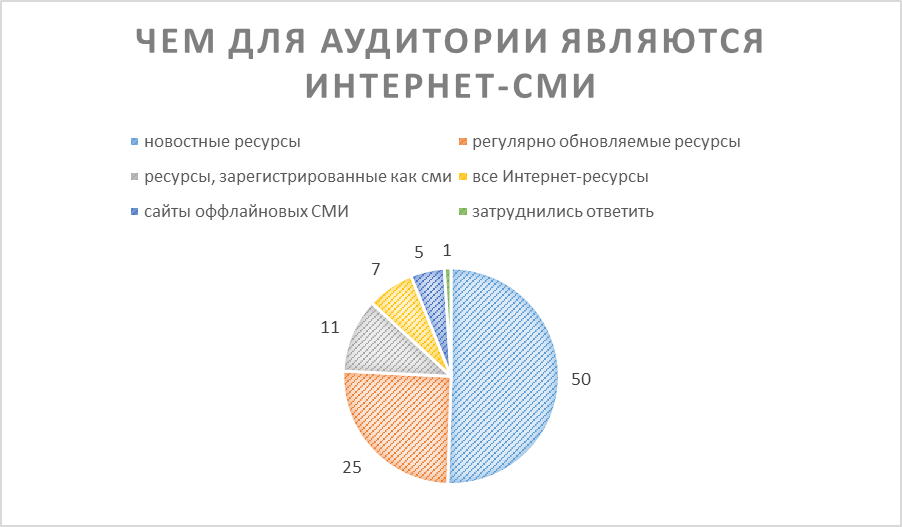 ЧЕМ ДЛЯ АУДИТОРИИ ЯВЛЯЮТСЯ
ИНТЕРНЕТ-СМИ
новостные ресурсы
регулярно обновляемые ресурсы
ресурсы, зарегистрированные как сми
все Интернет-ресурсы
сайты оффлайновых СМИ
затруднились ответить
1
5
7
11
50
25